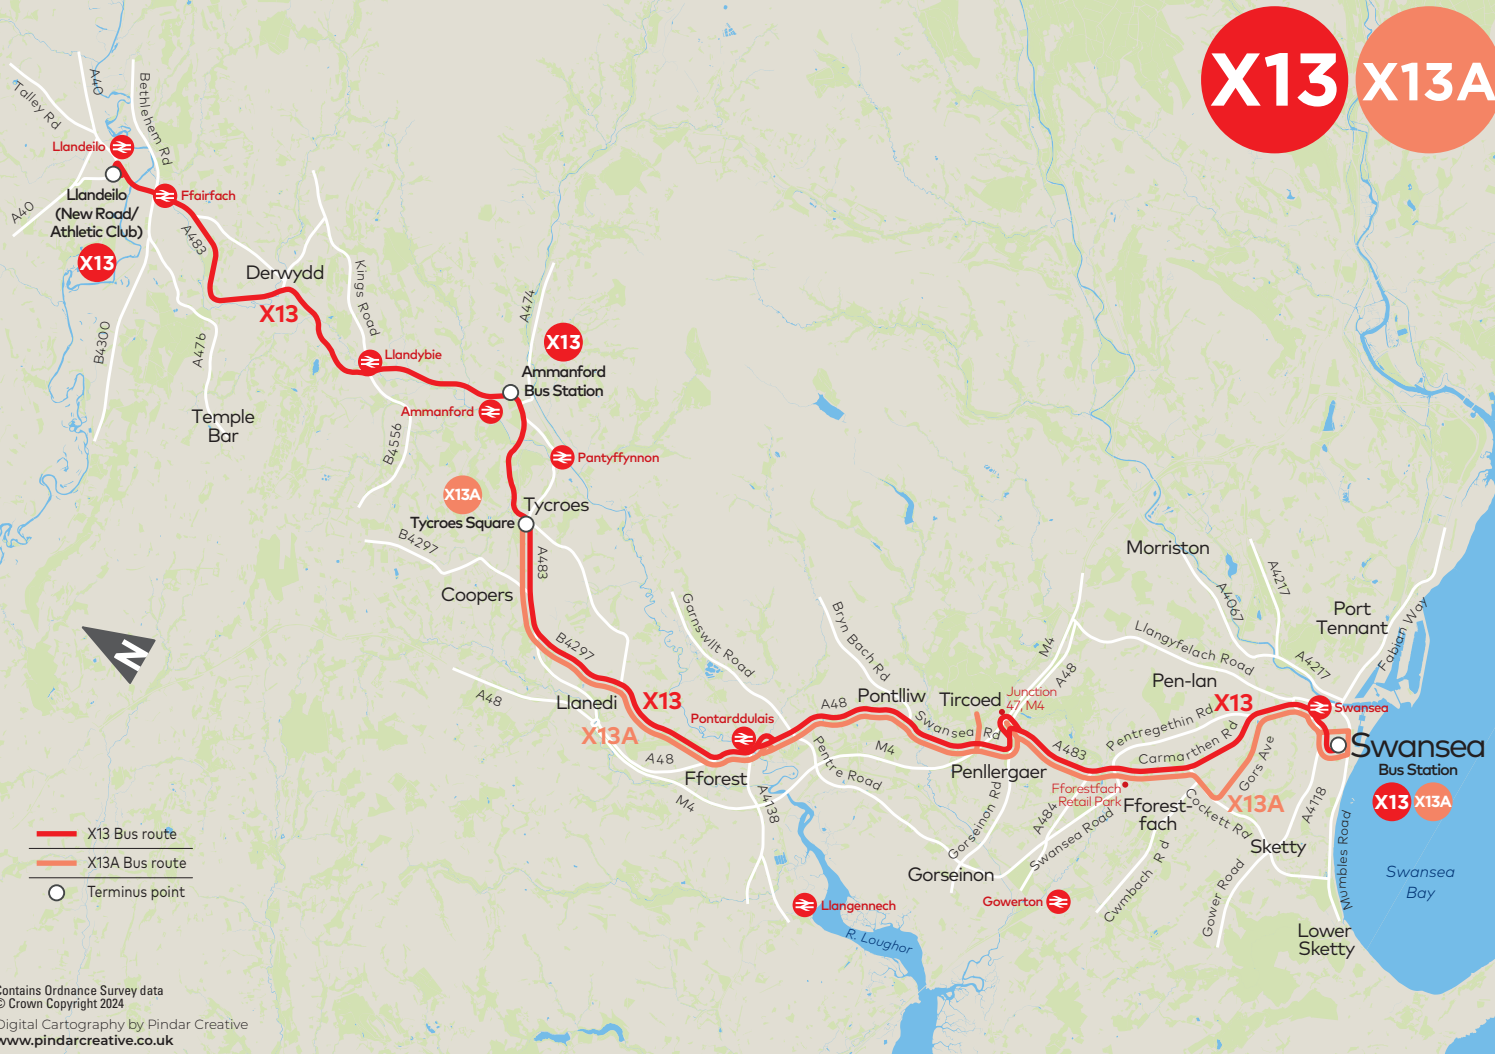 X13
X13A
A40
Bethlehem Rd
Talley Rd
Llandeilo
Ffairfach
Llandeilo
(New Road/
Athletic Club)
A40
X13
A483
Derwydd
X13
Kings Road
A474
B4300
A476
X13
Ammanford
Bus Station
Llandybie
Ammanford
Temple
Bar
B4556
Pantyffynnon
X13A
Tycroes
Tycroes Square
B4297
A483
Coopers
Morriston
A4217
A4067
Port
Tennant
Fabian Way
Garnswllt Road
Bryn Bach Rd
Llangyfelach Road
A4217
M4
A48
B4297
N
A48
Llanedi
X13
X13A
Pontarddulais
A48
Pontlliw
Tircoed
Junction
47, M4
Swansea Rd
Pen-lan
X13
Pentregethin Rd
Carmarthen Rd
Swansea
Swansea
Bus Station
X13
X13A
A48
M4
Fforest
Pentre Road
M4
A483
Penllergaer
Gors Ave
Fforestfach
Retail Park
Fforest-
fach
X13A
Cockett Rd
A4118
A4138
Gorseinon Rd
A484
Swansea Road
Sketty
Mumbles Road
Gorseinon
Cwmbach Rd
Gower Road
Swansea
Bay
Gowerton
Llangennech
R. Loughor
Lower
Sketty
X13 Bus route
X13A Bus route
Terminus point
Contains Ordnance Survey data
© Crown Copyright 2024
Digital Cartography by Pindar Creative
www.pindarcreative.co.uk